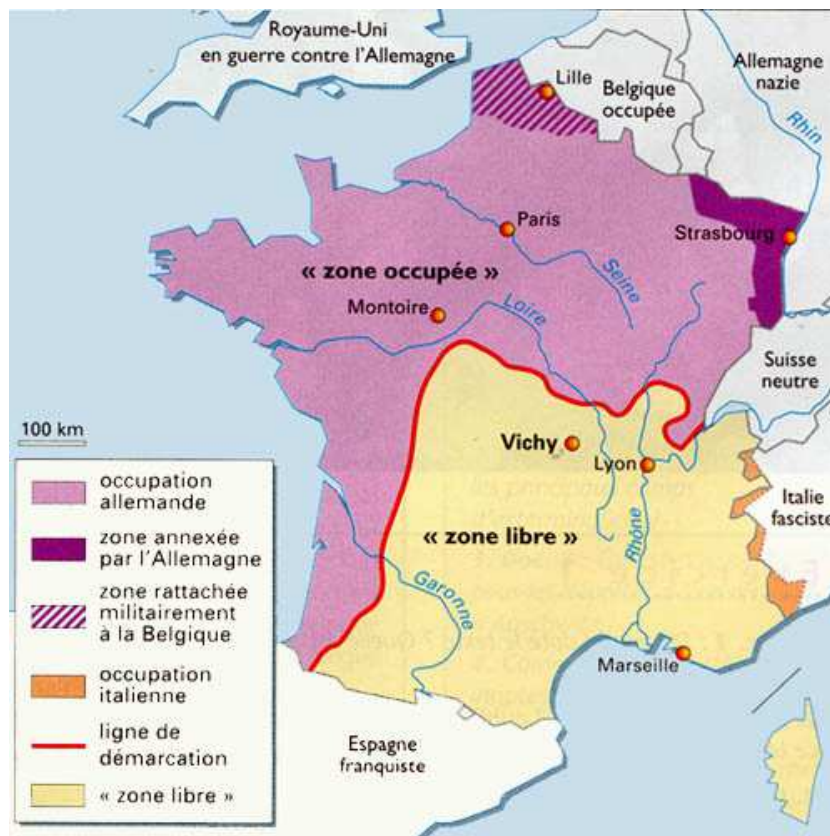 Royaume-Uni
en guerre contre l'Allemagne
Lille
Belgique
occupée
Allemagne
nazie
Rhin
Paris
Strasbourg
« zone occupée »
Seine
Montoire
Loire
Suisse
neutre
100 km
Vichy
Lyon
Italie
fasciste
« zone libre »
Rhône
Garonne
Marseille
Espagne
franquiste
occupation
allemande
zone annexée
par l'Allemagne
zone rattachée
militairement
à la Belgique
occupation
italienne
ligne de
démarcation
« zone libre »